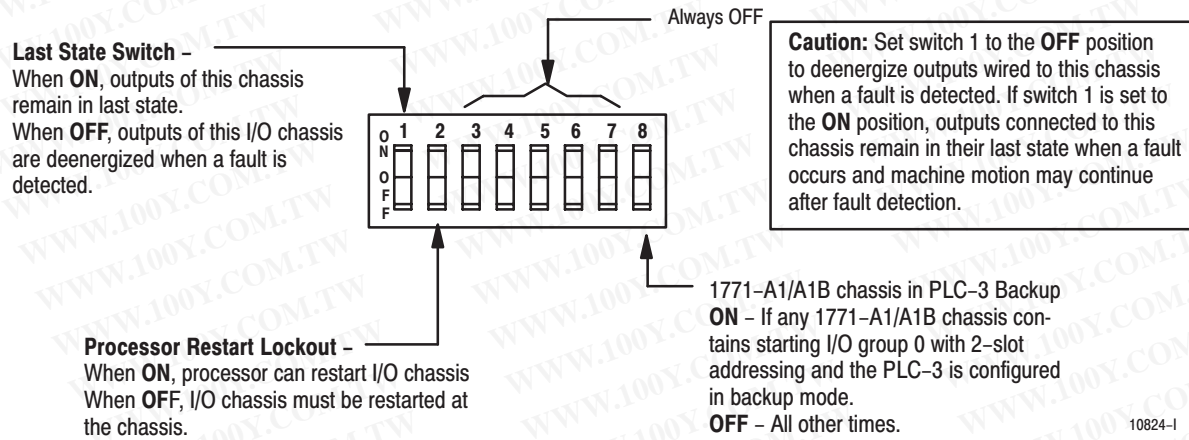 Always OFF
Last State Switch –
When ON, outputs of this chassis
remain in last state.
When OFF, outputs of this I/O chassis
are deenergized when a fault is
detected.
Caution: Set switch 1 to the OFF position
to deenergize outputs wired to this chassis
when a fault is detected. If switch 1 is set to
the ON position, outputs connected to this
chassis remain in their last state when a fault
occurs and machine motion may continue
after fault detection.
1 2 3 4 5 6 7 8
O
N
O
F
F
Processor Restart Lockout –
When ON, processor can restart I/O chassis
When OFF, I/O chassis must be restarted at
the chassis.
1771–A1/A1B chassis in PLC–3 Backup
ON – If any 1771–A1/A1B chassis con-
tains starting I/O group 0 with 2–slot
addressing and the PLC–3 is configured
in backup mode.
OFF – All other times.
10824–I
WWW.100Y.COM.TW